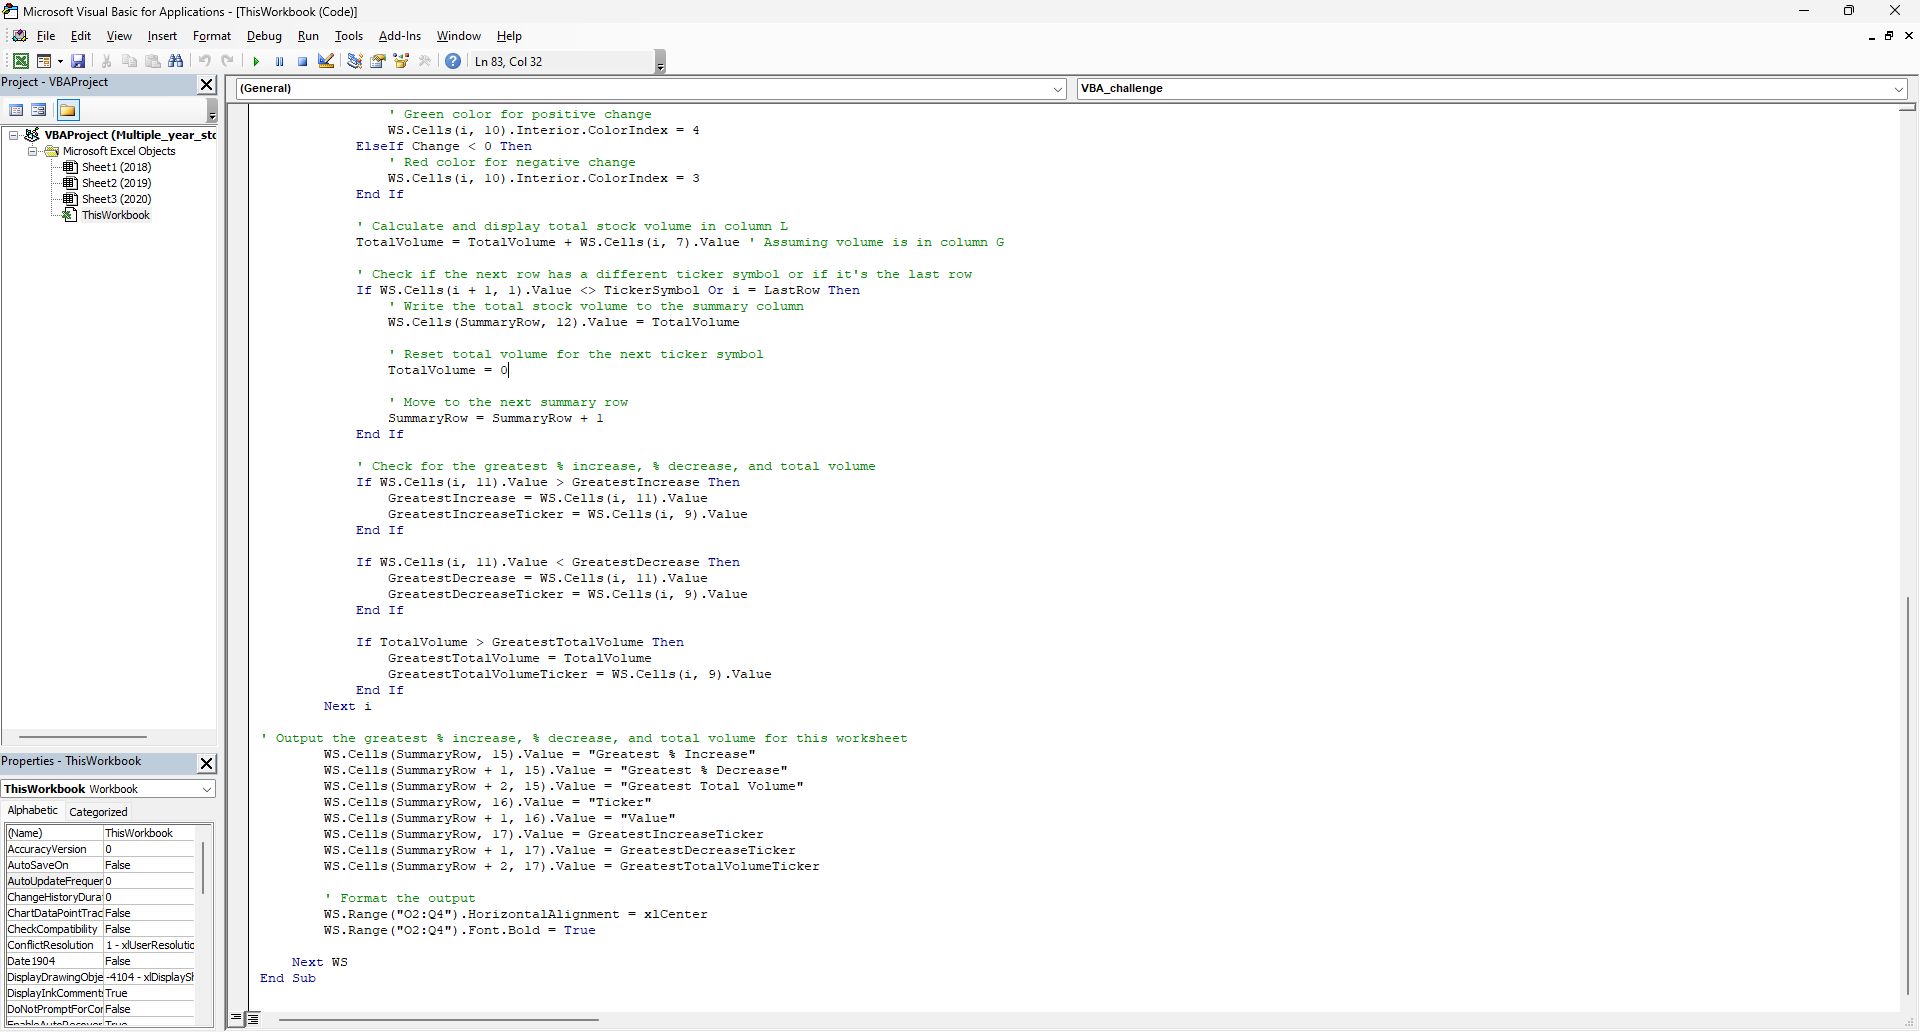 Microsoft Visual Basic for Applications - [ThisWorkbook (Code)]
File Edit View Insert Format Debug Run Tools Add-Ins Window Help
Ln 83, Col 32
Project - VBAProject
(General) VBA_challenge
VBAProject (Multiple_year_sto
Microsoft Excel Objects
Sheet1 (2018)
Sheet2 (2019)
Sheet3 (2020)
ThisWorkbook
' Green color for positive change
WS.Cells(i, 10).Interior.ColorIndex = 4
ElseIf Change < 0 Then
' Red color for negative change
WS.Cells(i, 10).Interior.ColorIndex = 3
End If
' Calculate and display total stock volume in column L
TotalVolume = TotalVolume + WS.Cells(i, 7).Value ' Assuming volume is in column G
' Check if the next row has a different ticker symbol or if it's the last row
If WS.Cells(i + 1, 1).Value <> TickerSymbol Or i = LastRow Then
' Write the total stock volume to the summary column
WS.Cells(SummaryRow, 12).Value = TotalVolume
' Reset total volume for the next ticker symbol
TotalVolume = 0
' Move to the next summary row
SummaryRow = SummaryRow + 1
End If
' Check for the greatest % increase, % decrease, and total volume
If WS.Cells(i, 11).Value > GreatestIncrease Then
GreatestIncrease = WS.Cells(i, 11).Value
GreatestIncreaseTicker = WS.Cells(i, 9).Value
End If
If WS.Cells(i, 11).Value < GreatestDecrease Then
GreatestDecrease = WS.Cells(i, 11).Value
GreatestDecreaseTicker = WS.Cells(i, 9).Value
End If
If TotalVolume > GreatestTotalVolume Then
GreatestTotalVolume = TotalVolume
GreatestTotalVolumeTicker = WS.Cells(i, 9).Value
End If
Next i
' Output the greatest % increase, % decrease, and total volume for this worksheet
WS.Cells(SummaryRow, 15).Value = "Greatest % Increase"
WS.Cells(SummaryRow + 1, 15).Value = "Greatest % Decrease"
WS.Cells(SummaryRow + 2, 15).Value = "Greatest Total Volume"
WS.Cells(SummaryRow, 16).Value = "Ticker"
WS.Cells(SummaryRow + 1, 16).Value = "Value"
WS.Cells(SummaryRow, 17).Value = GreatestIncreaseTicker
WS.Cells(SummaryRow + 1, 17).Value = GreatestDecreaseTicker
WS.Cells(SummaryRow + 2, 17).Value = GreatestTotalVolumeTicker
' Format the output
WS.Range("O2:Q4").HorizontalAlignment = xlCenter
WS.Range("O2:Q4").Font.Bold = True
Next WS
End Sub
Properties - ThisWorkbook
ThisWorkbook Workbook
Alphabetic Categorized
(Name) ThisWorkbook
AccuracyVersion 0
AutoSaveOn False
AutoUpdateFrequer 0
ChangeHistoryDura 0
ChartDataPointTrac False
CheckCompatibility False
ConflictResolution 1 - xlUserResolutio
Date1904 False
DisplayDrawingObje -4104 - xlDisplaySh
DisplayInkComment True
DoNotPromptForCor False
EnableAutoRecover True